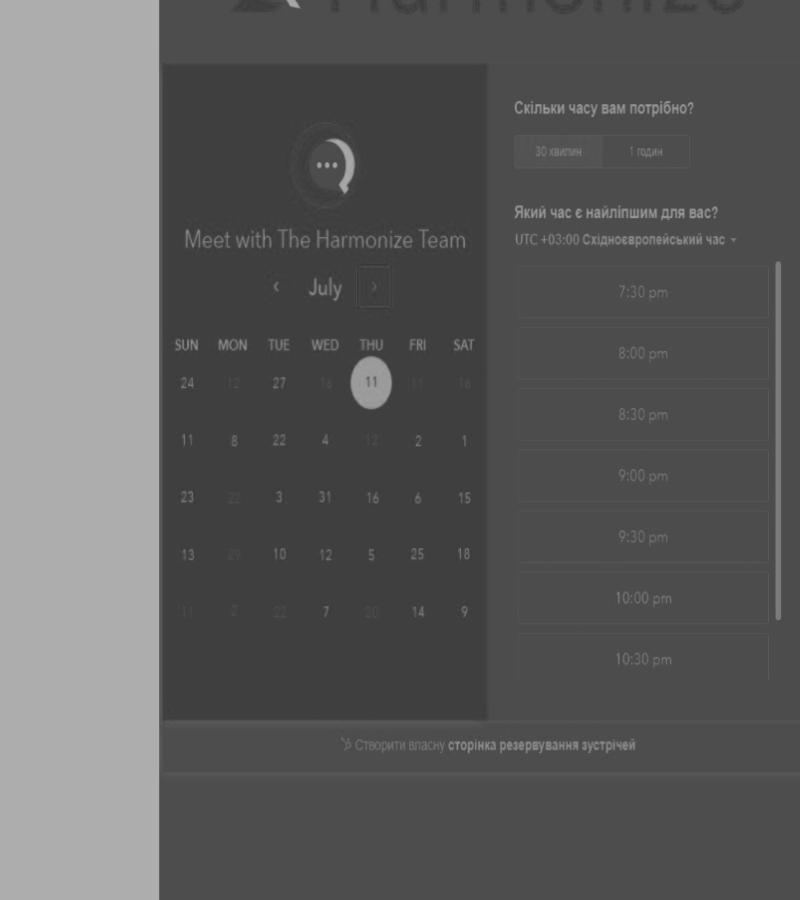 Harmonize
Meet with The Harmonize Team
‹ July ›
SUN MON TUE WED THU FRI SAT
24 12 27 16 11 11 16
11 8 22 4 12 2 1
23 22 3 31 16 6 15
13 29 10 12 5 25 18
11 2 22 7 20 14 9
Скільки часу вам потрібно?
30 хвилин 1 годин
Який час є найліпшим для вас?
UTC +03:00 Східноєвропейський час
7:30 pm
8:00 pm
8:30 pm
9:00 pm
9:30 pm
10:00 pm
10:30 pm
Створити власну сторінка резервування зустрічей